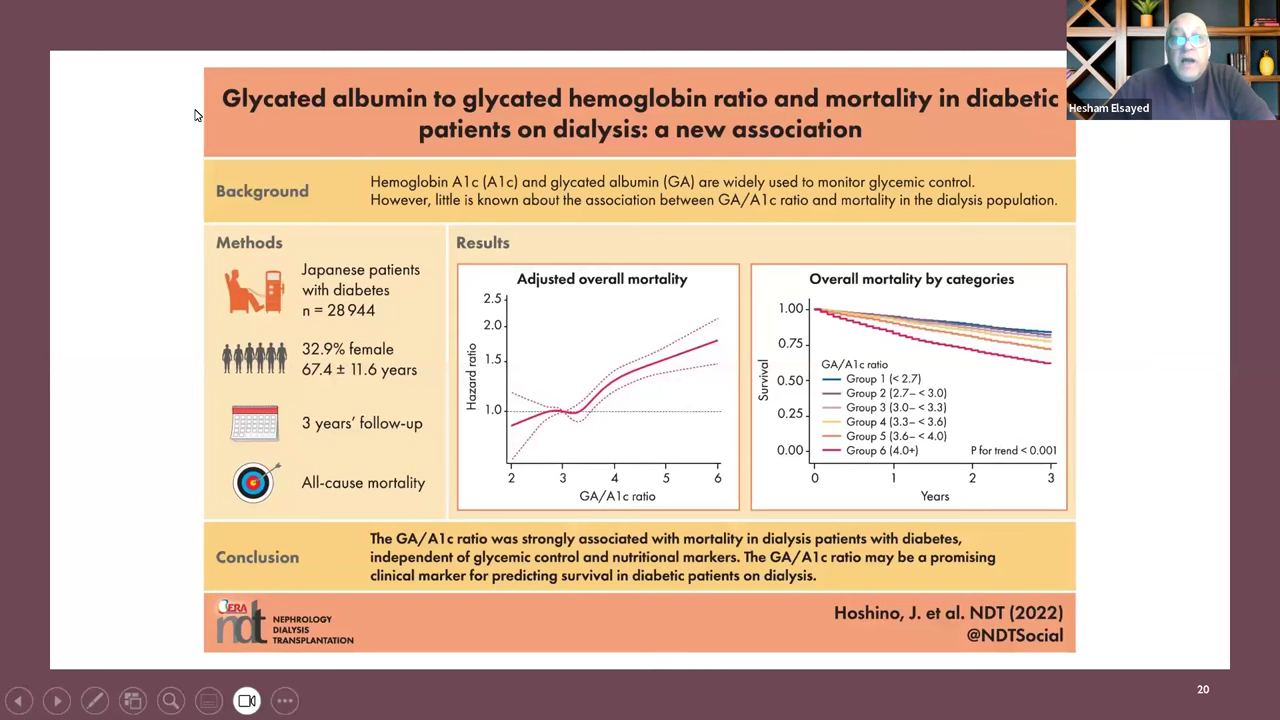 Hesham Elsayed
Glycated albumin to glycated hemoglobin ratio and mortality in diabetic
patients on dialysis: a new association
Background
Hemoglobin A1c (A1c) and glycated albumin (GA) are widely used to monitor glycemic control.
However, little is known about the association between GA/A1c ratio and mortality in the dialysis population.
Methods
Japanese patients
with diabetes
n = 28 944
32.9% female
67.4 ± 11.6 years
3 years' follow-up
All-cause mortality
Results
Adjusted overall mortality
2.5
2.0
1.5
1.0
Hazard ratio
2 3 4 5 6
GA/A1c ratio
Overall mortality by categories
1.00
0.75
0.50
0.25
0.00
Survival
GA/A1c ratio
Group 1 (< 2.7)
Group 2 (2.7– < 3.0)
Group 3 (3.0– < 3.3)
Group 4 (3.3– < 3.6)
Group 5 (3.6– < 4.0)
Group 6 (4.0+)
P for trend < 0.001
0 1 2 3
Years
Conclusion
The GA/A1c ratio was strongly associated with mortality in dialysis patients with diabetes,
independent of glycemic control and nutritional markers. The GA/A1c ratio may be a promising
clinical marker for predicting survival in diabetic patients on dialysis.
ERA
ndt
NEPHROLOGY
DIALYSIS
TRANSPLANTATION
Hoshino, J. et al. NDT (2022)
@NDTSocial
20